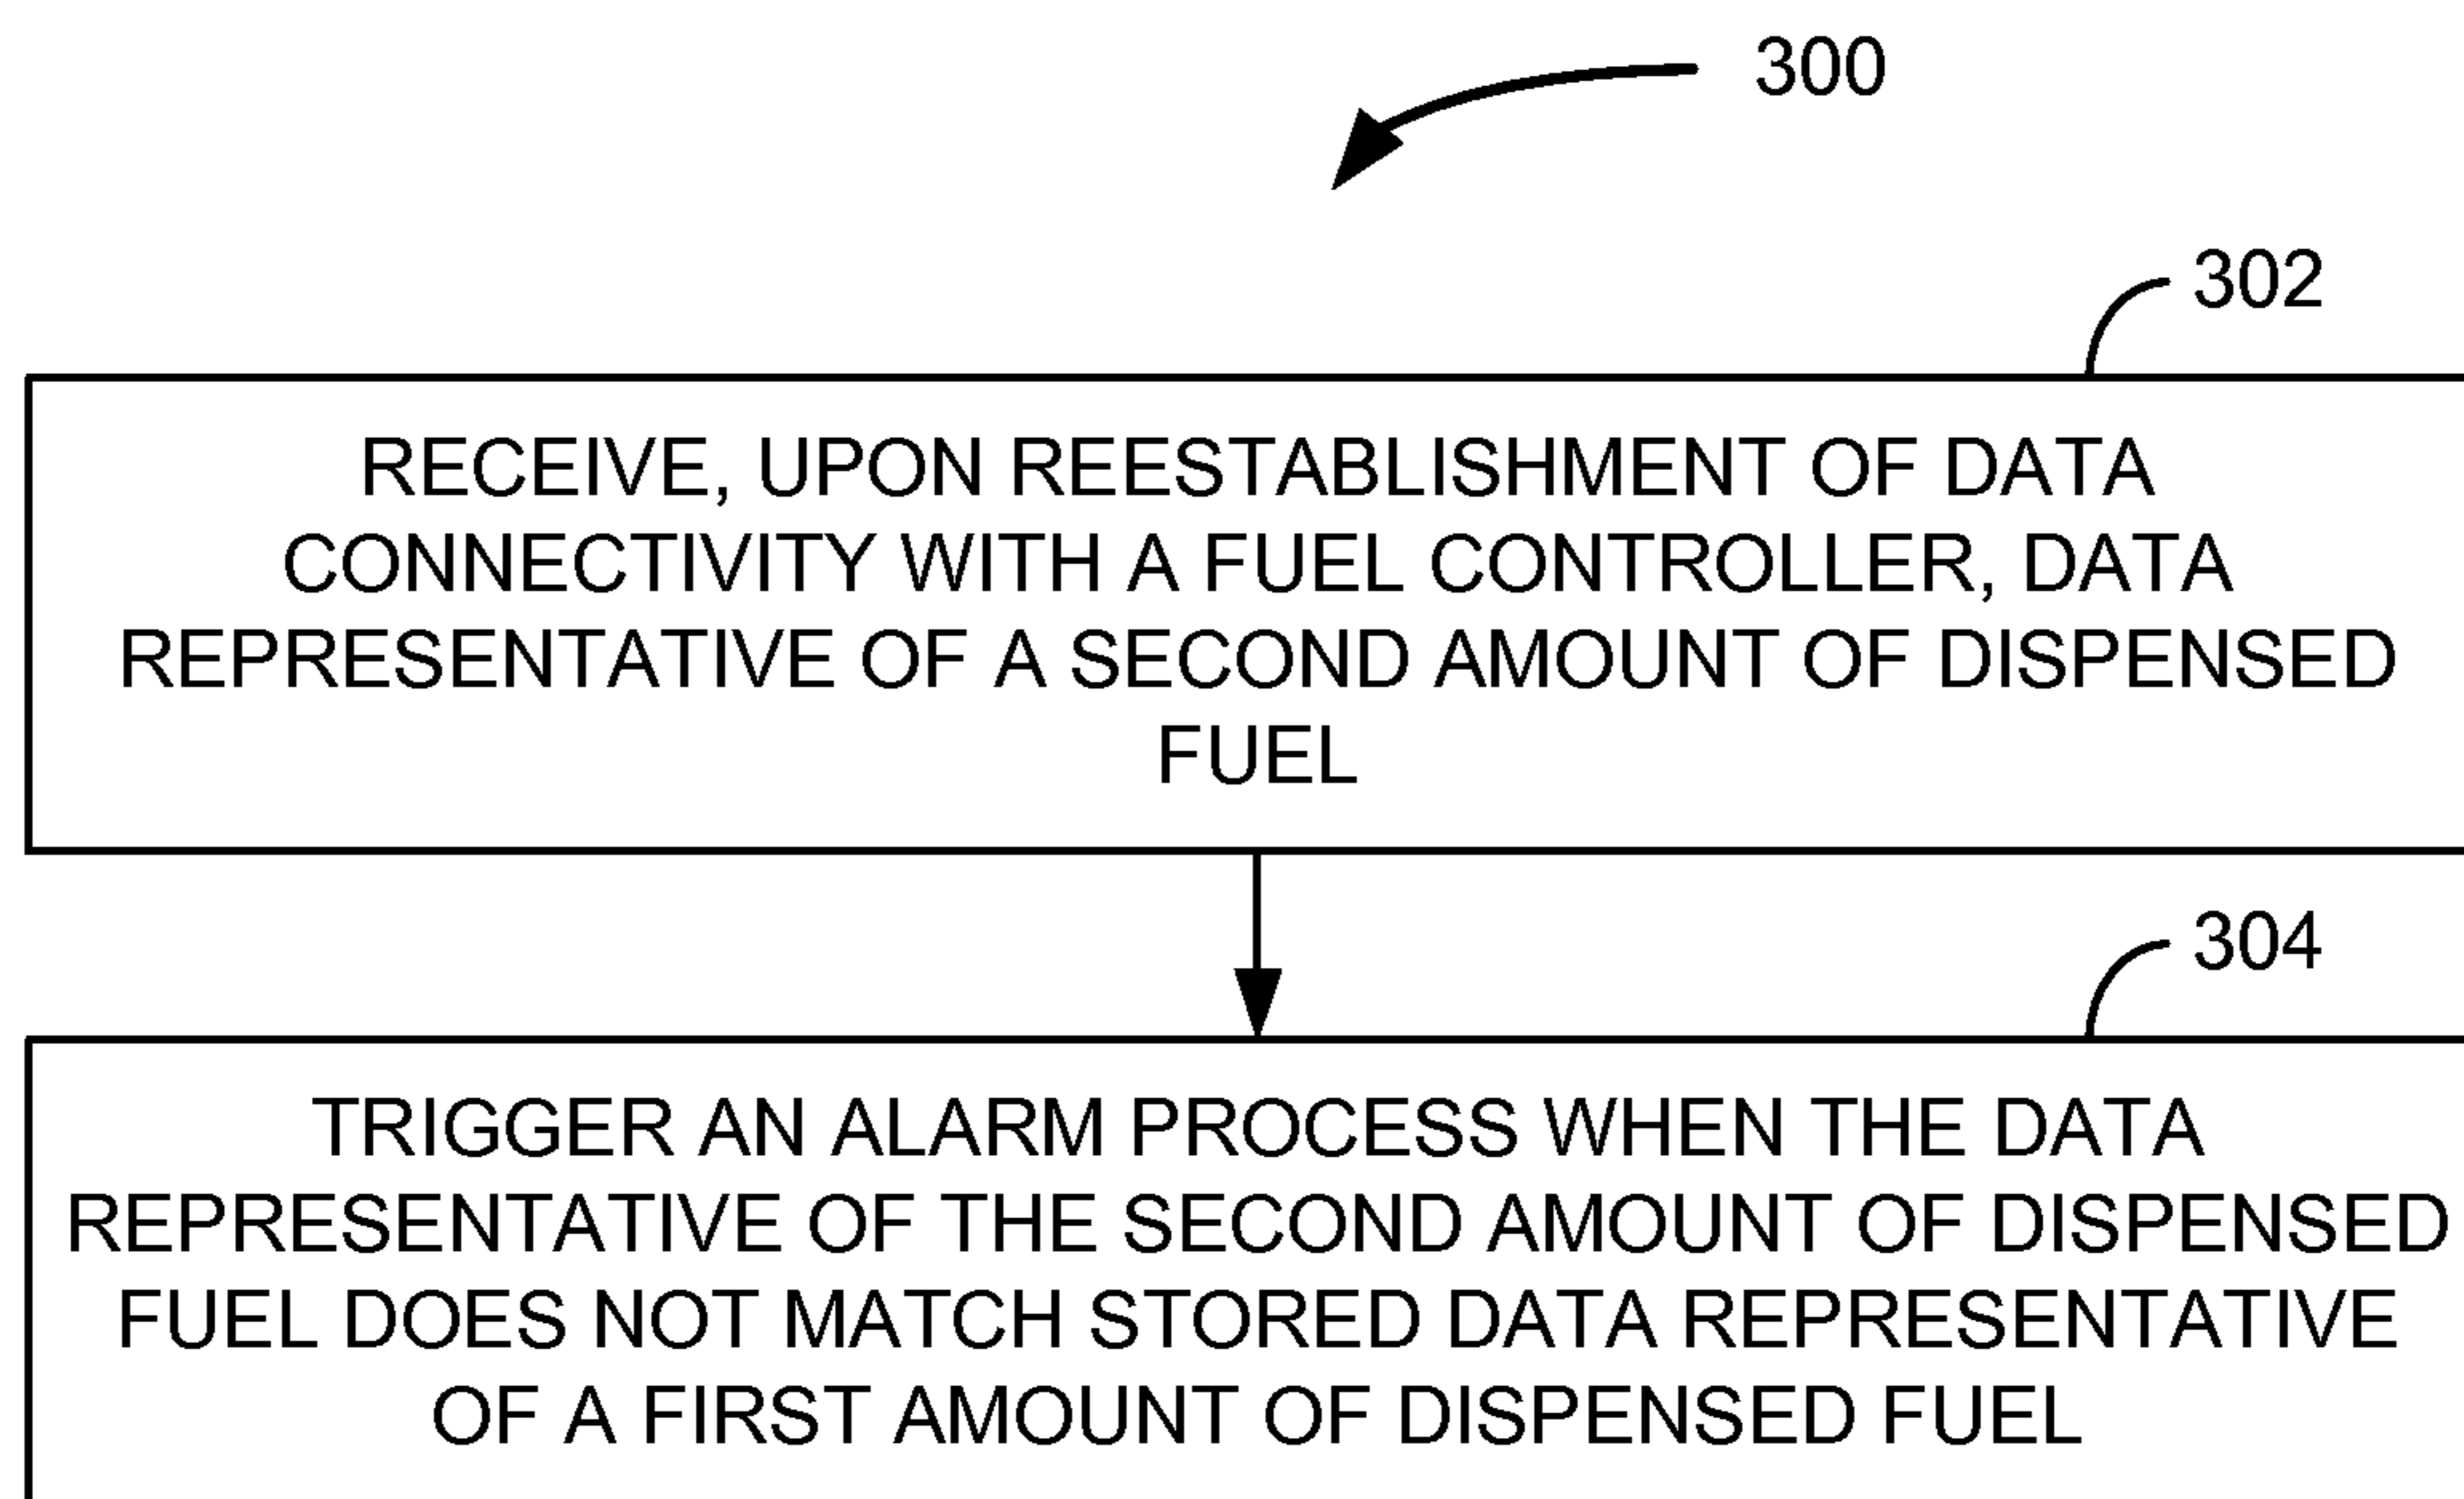 300
302
RECEIVE, UPON REESTABLISHMENT OF DATA
CONNECTIVITY WITH A FUEL CONTROLLER, DATA
REPRESENTATIVE OF A SECOND AMOUNT OF DISPENSED
FUEL
304
TRIGGER AN ALARM PROCESS WHEN THE DATA
REPRESENTATIVE OF THE SECOND AMOUNT OF DISPENSED
FUEL DOES NOT MATCH STORED DATA REPRESENTATIVE
OF A FIRST AMOUNT OF DISPENSED FUEL